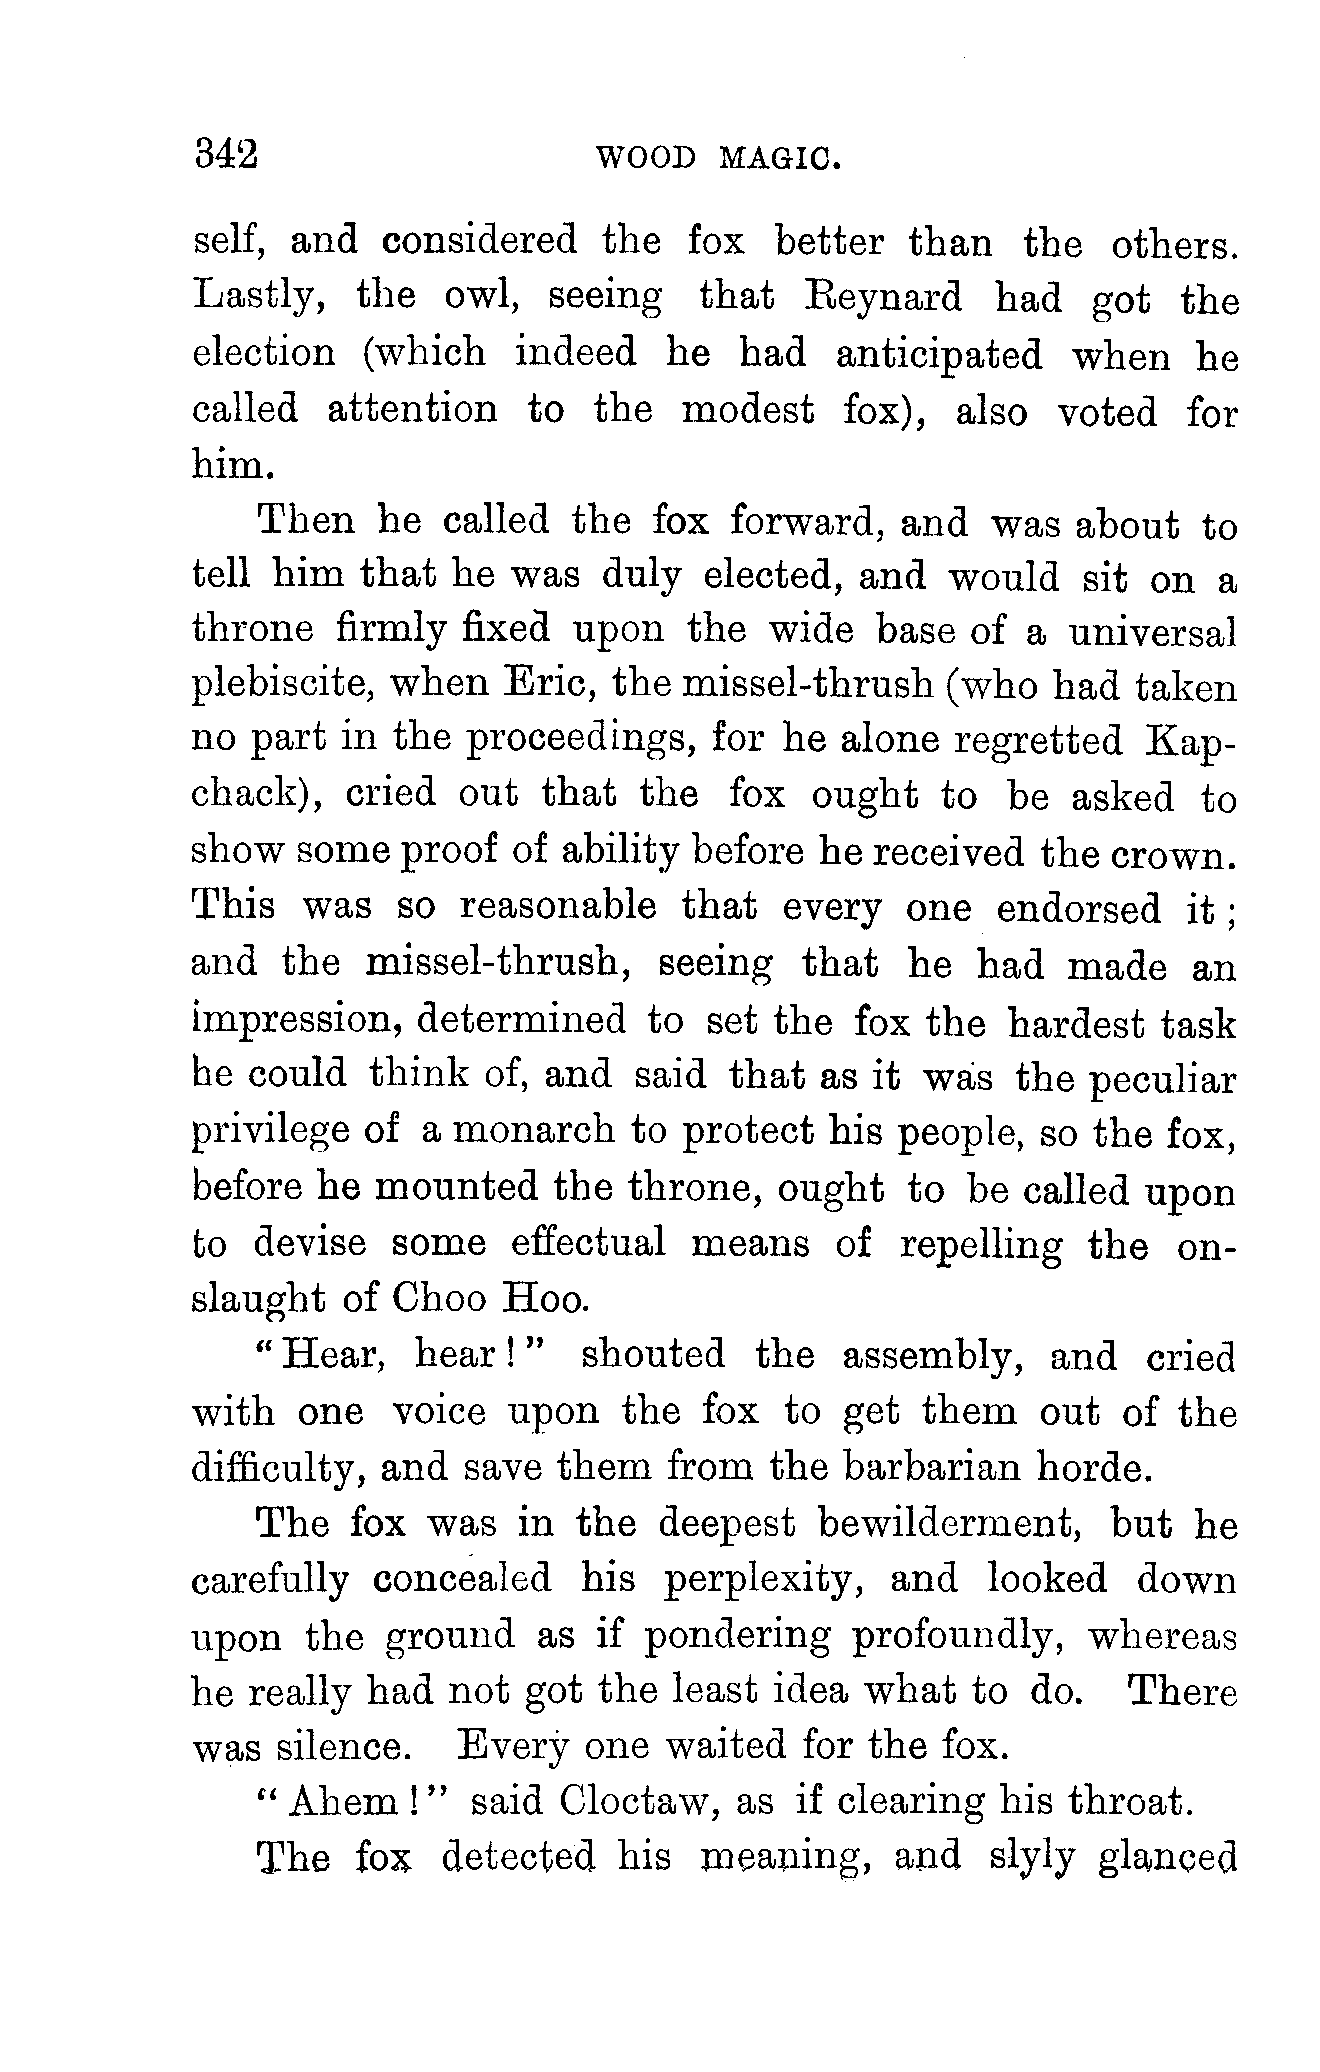 342 WOOD MAGIC.
self, and considered the fox better than the others.
Lastly, the owl, seeing that Reynard had got the
election (which indeed he had anticipated when he
called attention to the modest fox), also voted for
him.
Then he called the fox forward, and was about to
tell him that he was duly elected, and would sit on a
throne firmly fixed upon the wide base of a universal
plebiscite, when Eric, the missel-thrush (who had taken
no part in the proceedings, for he alone regretted Kap-
chack), cried out that the fox ought to be asked to
show some proof of ability before he received the crown.
This was so reasonable that every one endorsed it ;
and the missel-thrush, seeing that he had made an
impression, determined to set the fox the hardest task
he could think of, and said that as it was the peculiar
privilege of a monarch to protect his people, so the fox,
before he mounted the throne, ought to be called upon
to devise some effectual means of repelling the on-
slaught of Choo Hoo.
" Hear, hear ! " shouted the assembly, and cried
with one voice upon the fox to get them out of the
difficulty, and save them from the barbarian horde.
The fox was in the deepest bewilderment, but he
carefully concealed his perplexity, and looked down
upon the ground as if pondering profoundly, whereas
he really had not got the least idea what to do. There
was silence. Every one waited for the fox.
" Ahem ! " said Cloctaw, as if clearing his throat.
The fox detected his meaning, and slyly glanced